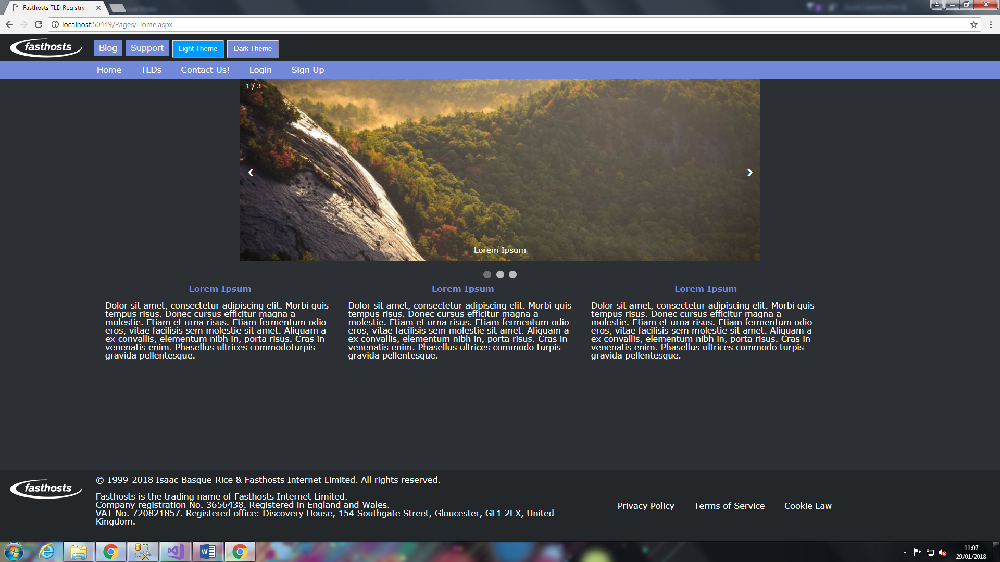 Fasthosts TLD Registry
localhost:50449/Pages/Home.aspx
fasthosts Blog Support Light Theme Dark Theme
Home TLDs Contact Us! Login Sign Up
1 / 3
❮ ❯
Lorem Ipsum
Lorem Ipsum
Dolor sit amet, consectetur adipiscing elit. Morbi quis
tempus risus. Donec cursus efficitur magna a
molestie. Etiam et urna risus. Etiam fermentum odio
eros, vitae facilisis sem molestie sit amet. Aliquam a
ex convallis, elementum nibh in, porta risus. Cras in
venenatis enim. Phasellus ultrices commodoturpis
gravida pellentesque.
Lorem Ipsum
Dolor sit amet, consectetur adipiscing elit. Morbi quis
tempus risus. Donec cursus efficitur magna a
molestie. Etiam et urna risus. Etiam fermentum odio
eros, vitae facilisis sem molestie sit amet. Aliquam a
ex convallis, elementum nibh in, porta risus. Cras in
venenatis enim. Phasellus ultrices commodo turpis
gravida pellentesque.
Lorem Ipsum
Dolor sit amet, consectetur adipiscing elit. Morbi quis
tempus risus. Donec cursus efficitur magna a
molestie. Etiam et urna risus. Etiam fermentum odio
eros, vitae facilisis sem molestie sit amet. Aliquam a
ex convallis, elementum nibh in, porta risus. Cras in
venenatis enim. Phasellus ultrices commodo turpis
gravida pellentesque.
fasthosts
© 1999-2018 Isaac Basque-Rice & Fasthosts Internet Limited. All rights reserved.
Fasthosts is the trading name of Fasthosts Internet Limited.
Company registration No. 3656438. Registered in England and Wales.
VAT No. 720821857. Registered office: Discovery House, 154 Southgate Street, Gloucester, GL1 2EX, United
Kingdom.
Privacy Policy Terms of Service Cookie Law
11:07
29/01/2018